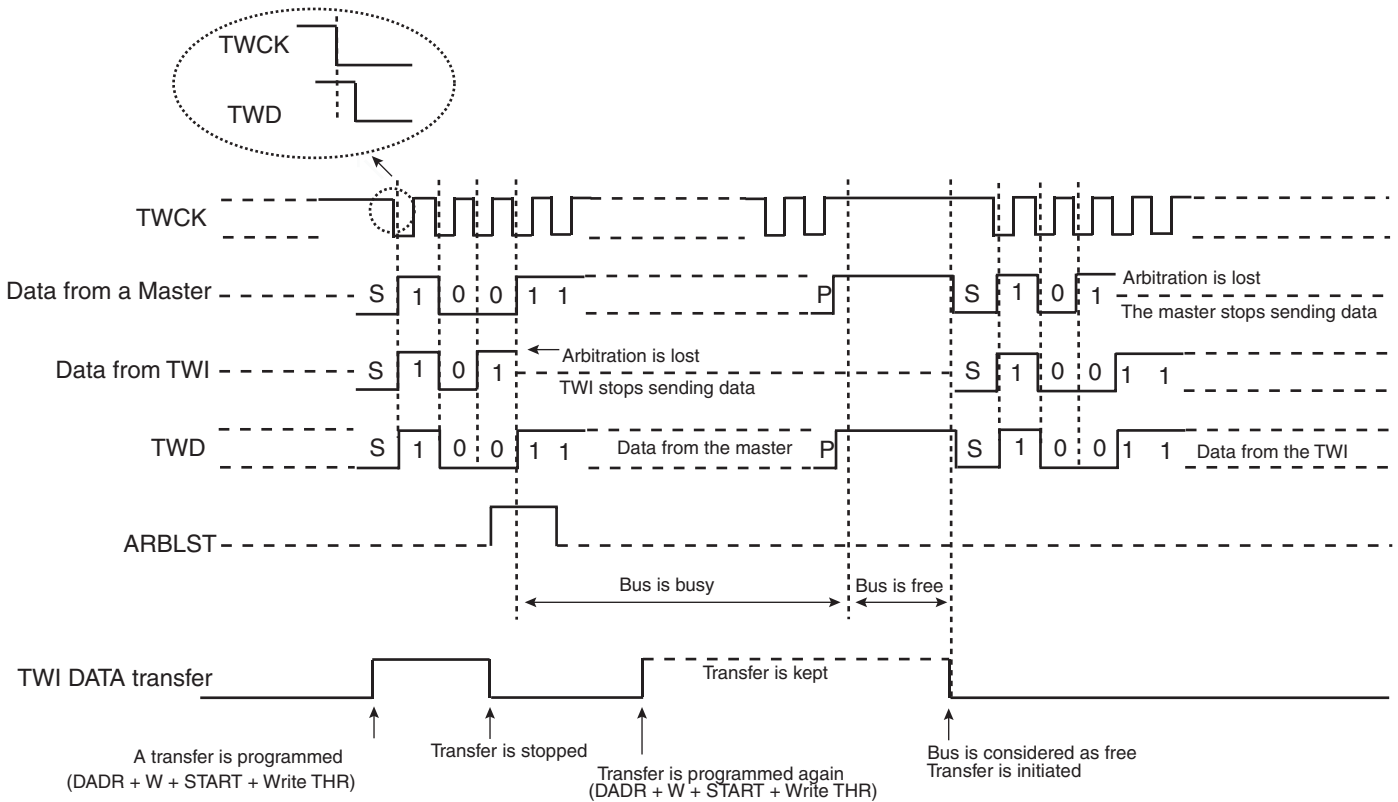 TWCK
TWD
TWCK
Data from a Master S 1 0 0 1 1 P S 1 0 1 Arbitration is lost
The master stops sending data
Data from TWI S 1 0 1 Arbitration is lost S 1 0 0 1 1
TWI stops sending data
TWD S 1 0 0 1 1 Data from the master P S 1 0 0 1 1 Data from the TWI
ARBLST
Bus is busy Bus is free
TWI DATA transfer Transfer is kept
A transfer is programmed
(DADR + W + START + Write THR)
Transfer is stopped
Transfer is programmed again
(DADR + W + START + Write THR)
Bus is considered as free
Transfer is initiated